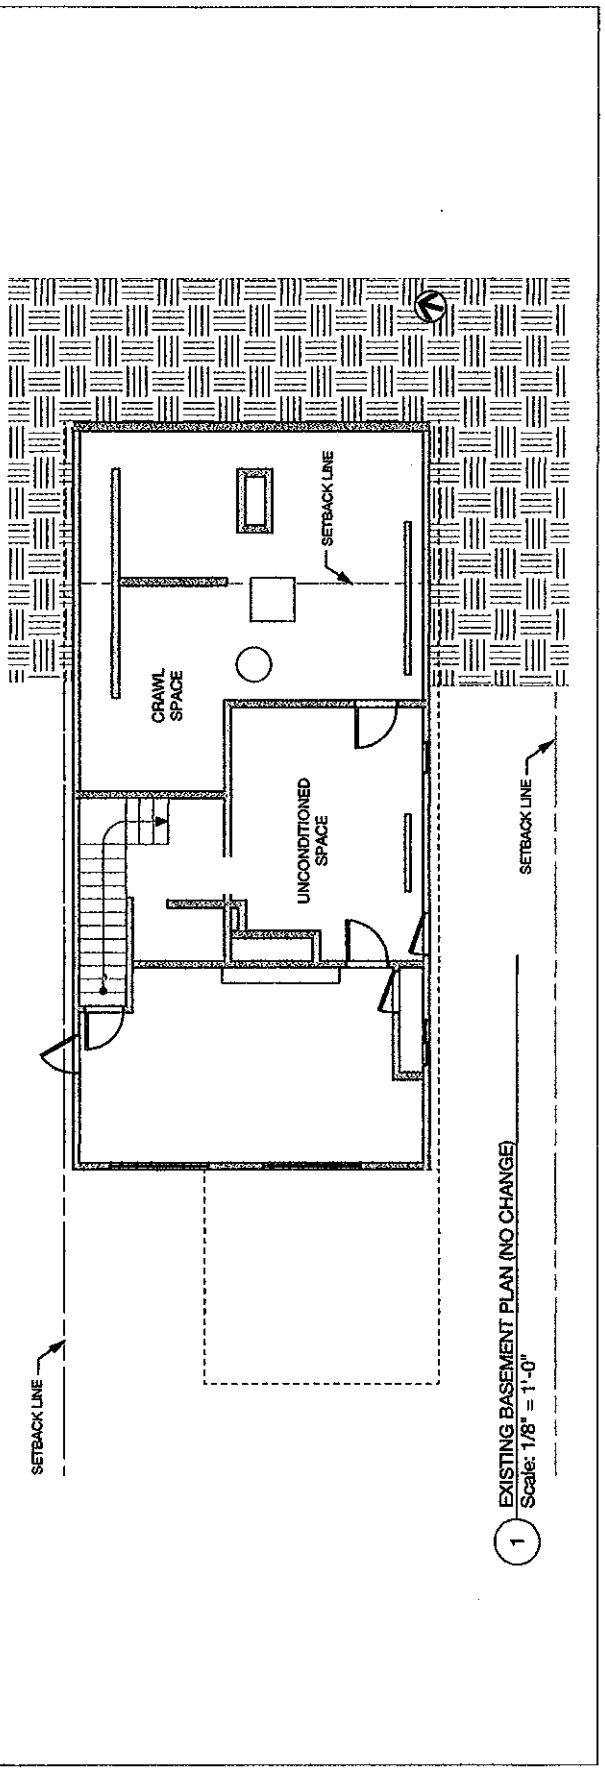 SETBACK LINE
CRAWL
SPACE
UNCONDITIONED
SPACE
SETBACK LINE
SETBACK LINE
1
EXISTING BASEMENT PLAN (NO CHANGE)
Scale: 1/8" = 1'-0"